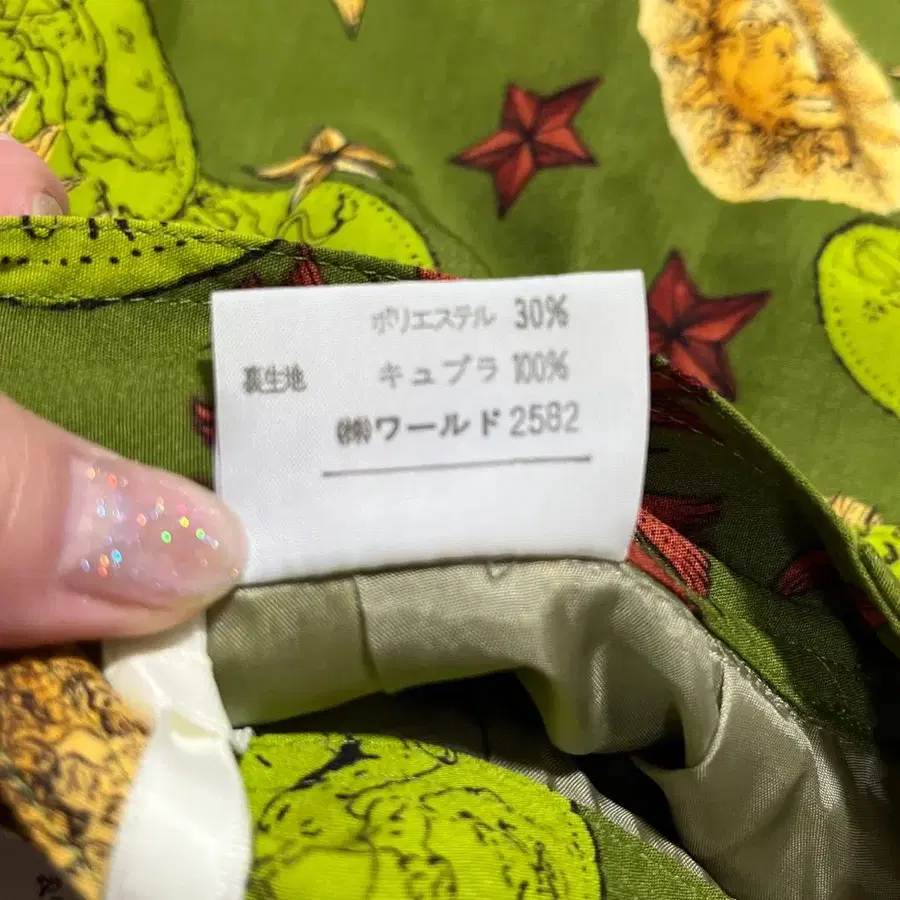 ポリエステル 30%
裏生地 キュプラ 100%
㈱ワールド 2582